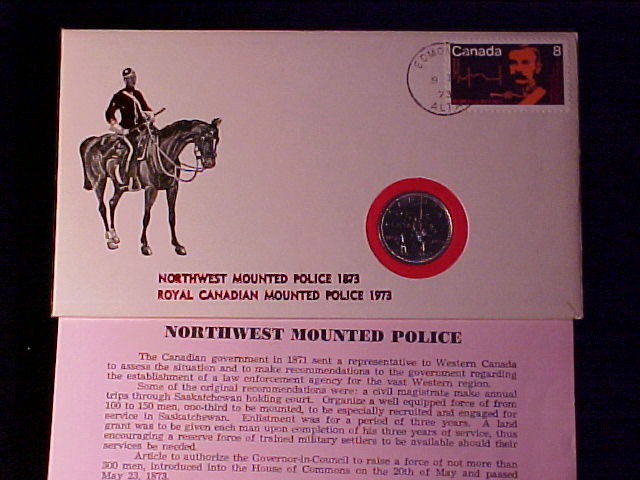 Canada 8
EDMO
9
73
ALTA
NORTHWEST MOUNTED POLICE 1873
ROYAL CANADIAN MOUNTED POLICE 1973
NORTHWEST MOUNTED POLICE
The Canadian government in 1871 sent a representative to Western Canada
to assess the situation and to make recommendations to the government regarding
the establishment of a law enforcement agency for the vast Western region.
Some of the original recommendations were: a civil magistrate make annual
trips through Saskatchewan holding court. Organize a well equipped force of from
100 to 150 men, one-third to be mounted, to be especially recruited and engaged for
service in Saskatchewan. Enlistment was for a period of three years. A land
grant was to be given each man upon completion of his three years of service, thus
encouraging a reserve force of trained military settlers to be available should their
services be needed.
Article to authorize the Governor-in-Council to raise a force of not more than
300 men, introduced into the House of Commons on the 20th of May and passed
May 23, 1873.